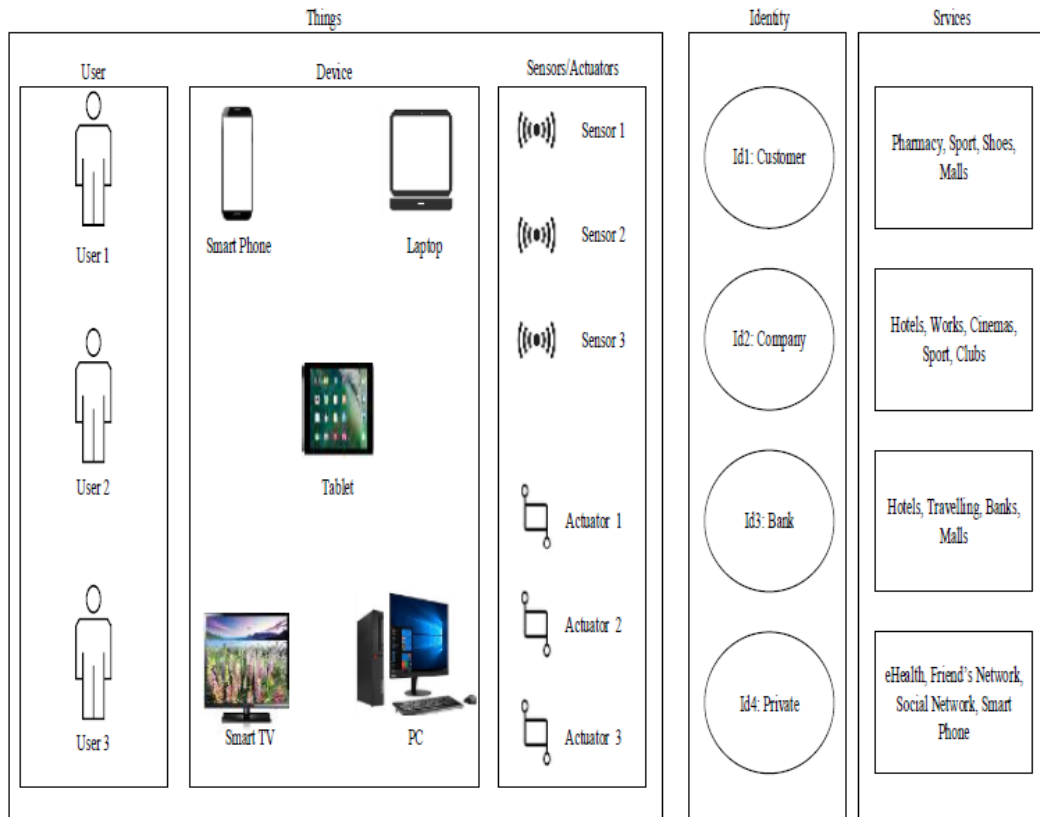 Things
Identity
Srvices
User
Device
Sensors/Actuators
User 1
User 2
User 3
Smart Phone
Laptop
Tablet
Smart TV
PC
Sensor 1
Sensor 2
Sensor 3
Actuator 1
Actuator 2
Actuator 3
Id1: Customer
Id2: Company
Id3: Bank
Id4: Private
Pharmacy, Sport, Shoes,
Malls
Hotels, Works, Cinemas,
Sport, Clubs
Hotels, Travelling, Banks,
Malls
eHealth, Friend's Network,
Social Network, Smart
Phone